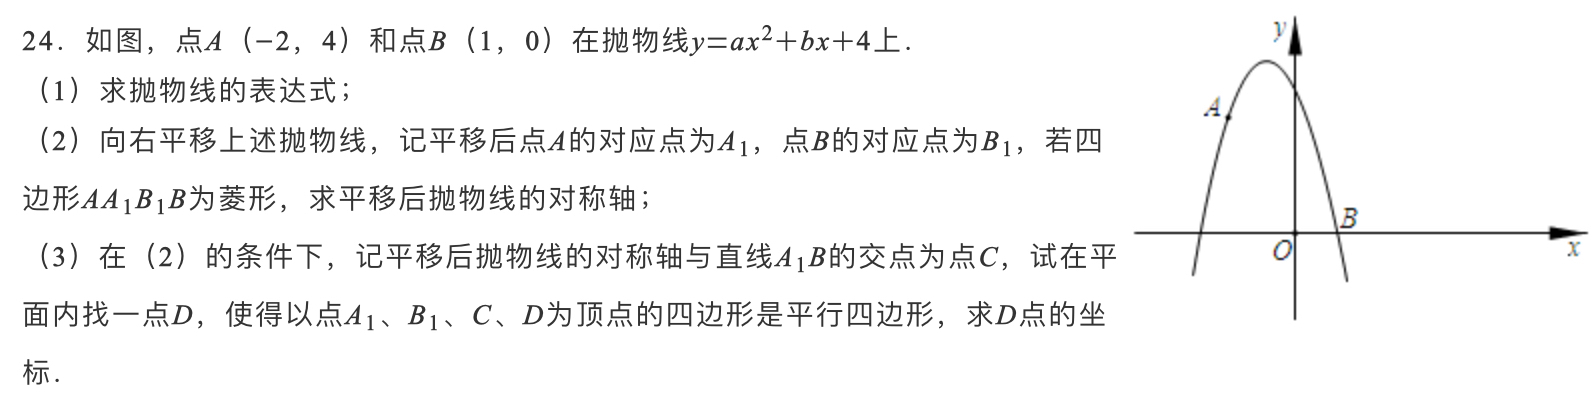 24．如图，点A（−2，4）和点B（1，0）在抛物线y=ax²+bx+4上．
（1）求抛物线的表达式；
（2）向右平移上述抛物线，记平移后点A的对应点为A₁，点B的对应点为B₁，若四
边形AA₁B₁B为菱形，求平移后抛物线的对称轴；
（3）在（2）的条件下，记平移后抛物线的对称轴与直线A₁B的交点为点C，试在平
面内找一点D，使得以点A₁、B₁、C、D为顶点的四边形是平行四边形，求D点的坐
标．
y
A
B
O
x